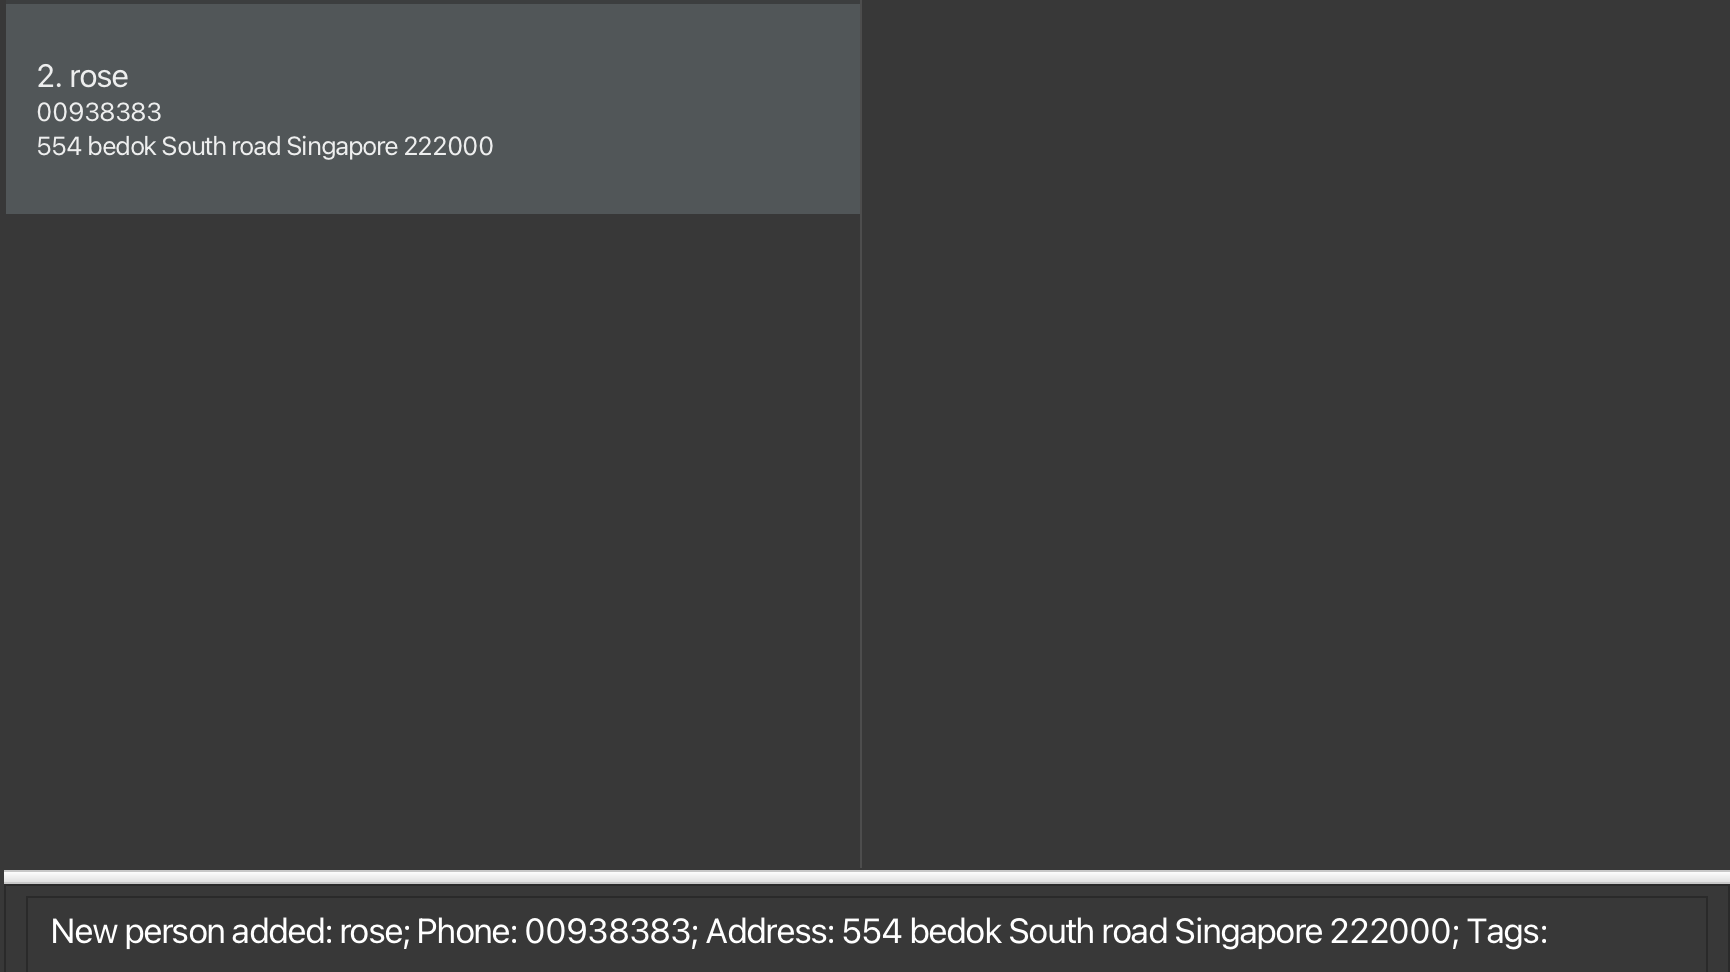 2. rose
00938383
554 bedok South road Singapore 222000
New person added: rose; Phone: 00938383; Address: 554 bedok South road Singapore 222000; Tags: